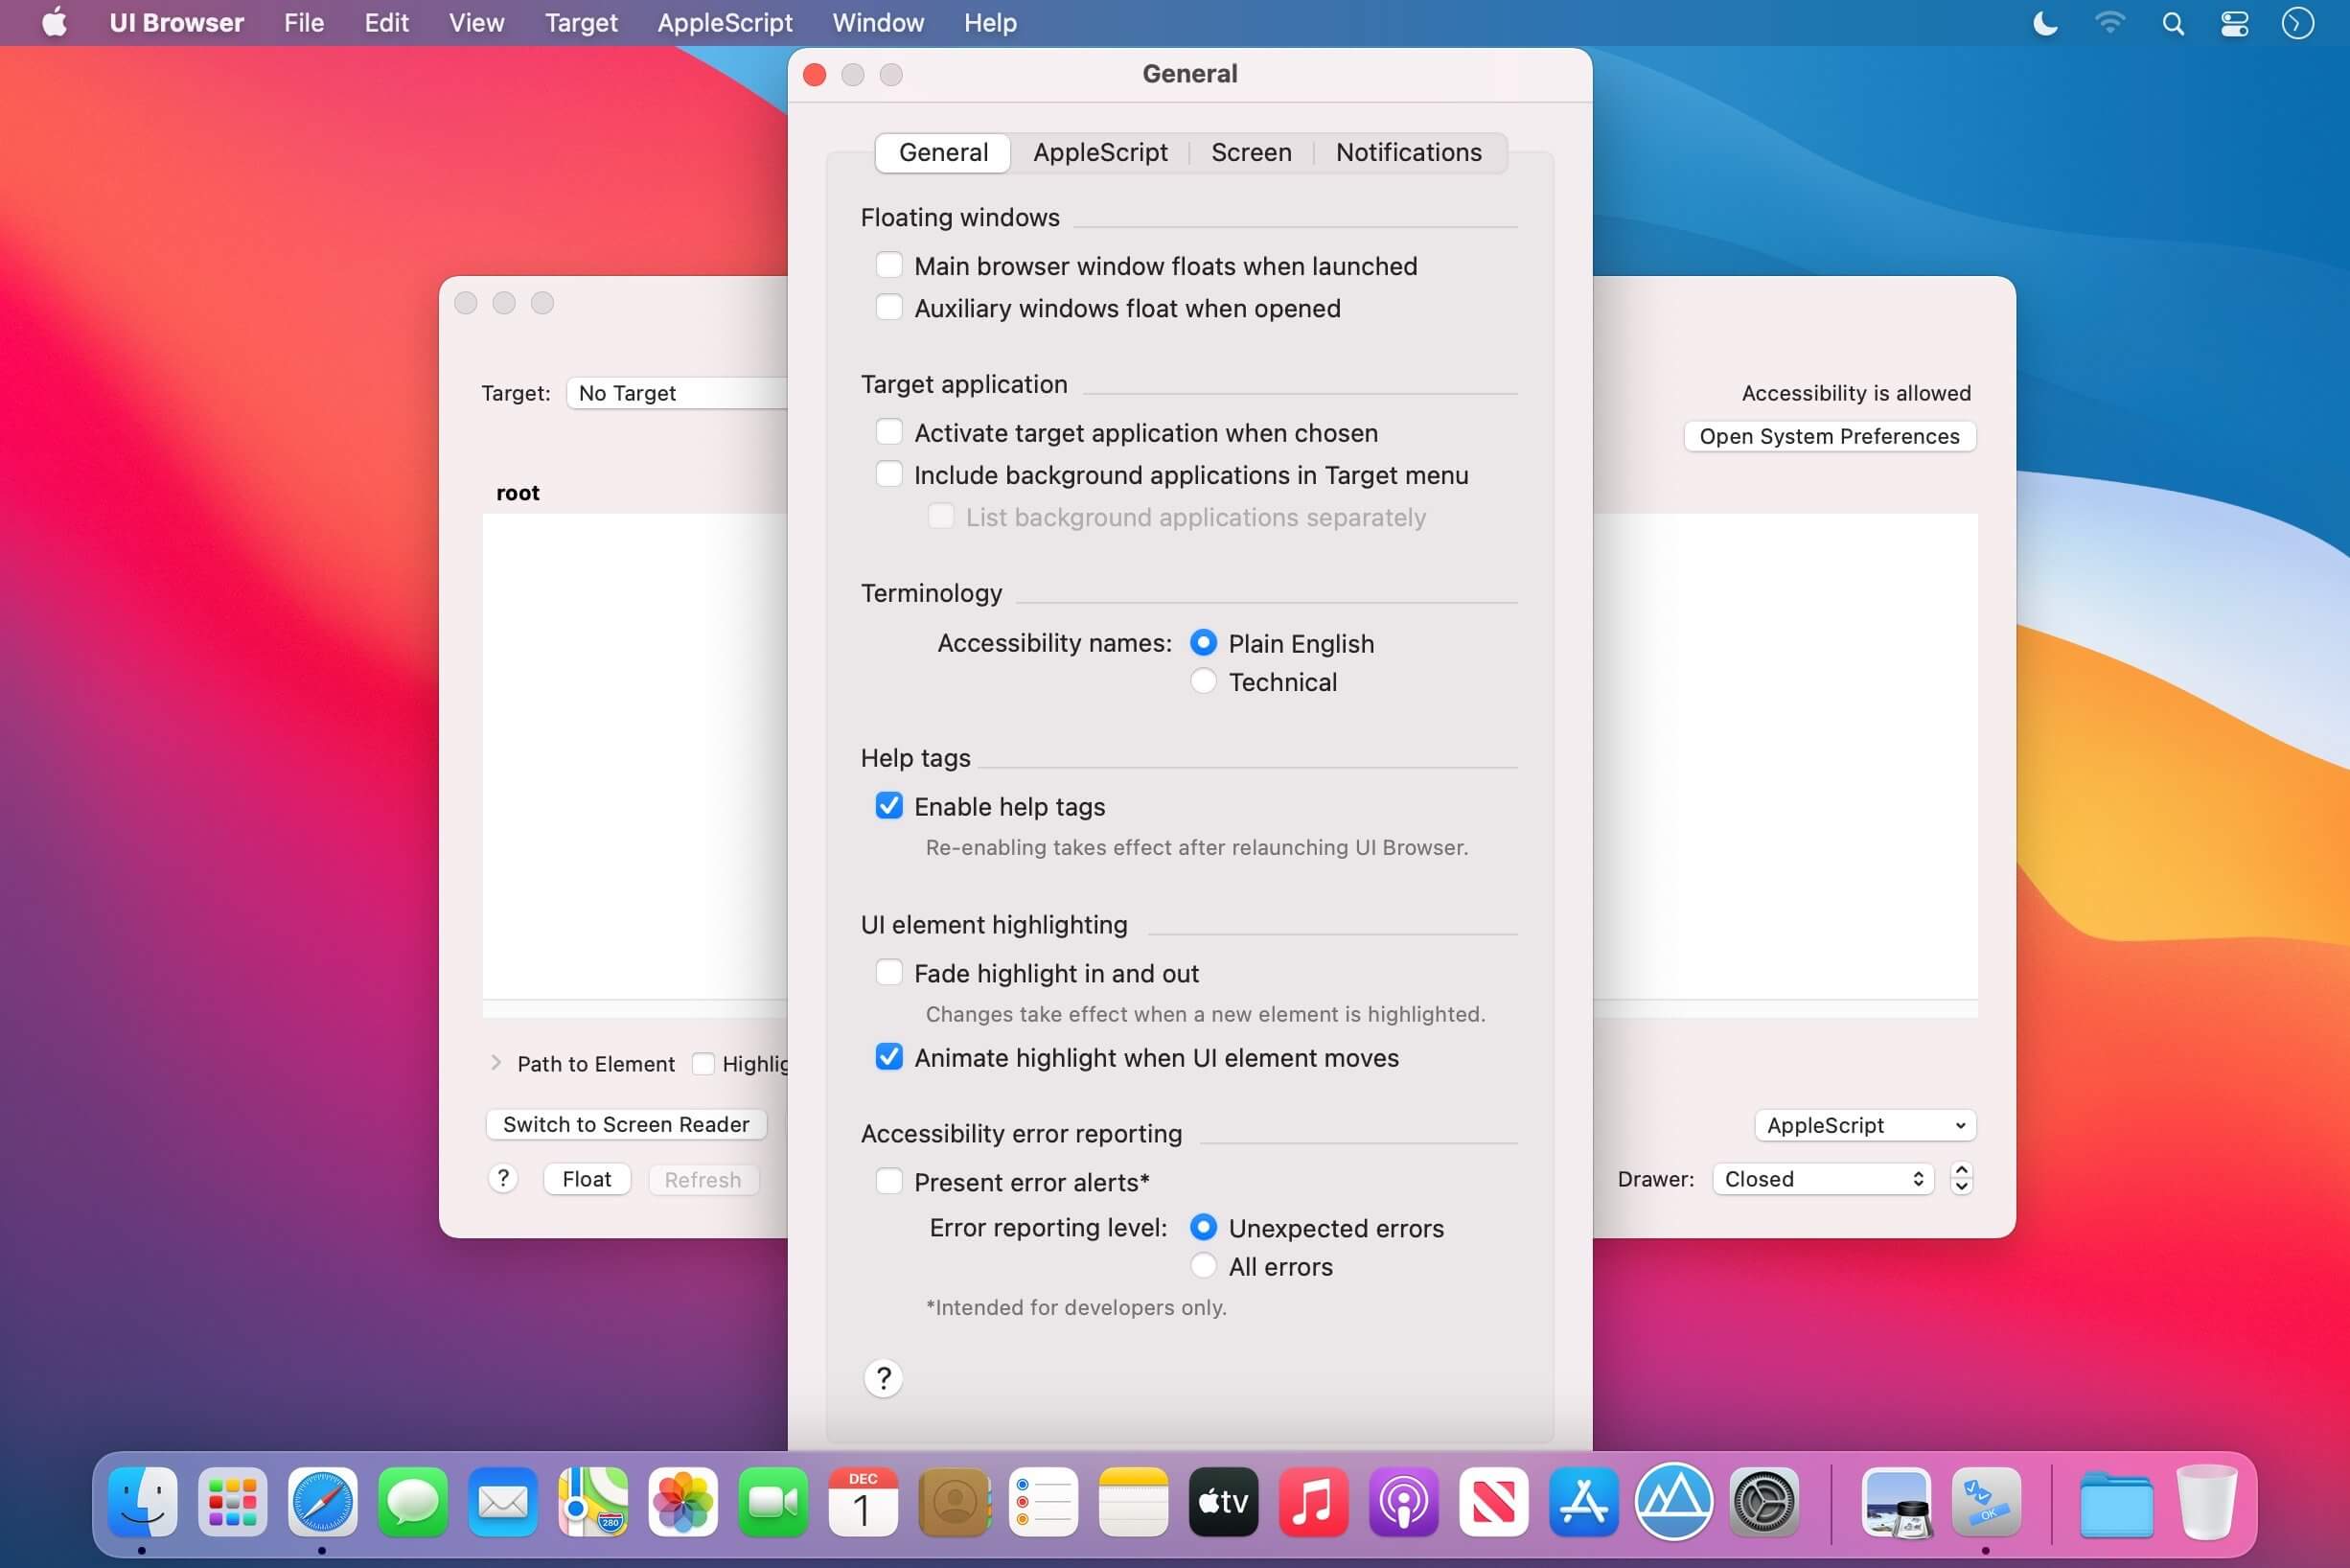 UI Browser File Edit View Target AppleScript Window Help
General
General AppleScript Screen Notifications
Floating windows
Main browser window floats when launched
Auxiliary windows float when opened
Target application
Activate target application when chosen
Include background applications in Target menu
List background applications separately
Terminology
Accessibility names: Plain English
Technical
Help tags
Enable help tags
Re-enabling takes effect after relaunching UI Browser.
UI element highlighting
Fade highlight in and out
Changes take effect when a new element is highlighted.
Animate highlight when UI element moves
Accessibility error reporting
Present error alerts*
Error reporting level: Unexpected errors
All errors
*Intended for developers only.
?
Target: No Target
Accessibility is allowed
Open System Preferences
root
Path to Element Highlig
Switch to Screen Reader
AppleScript
? Float Refresh
Drawer: Closed
280
DEC
1
tv
OK